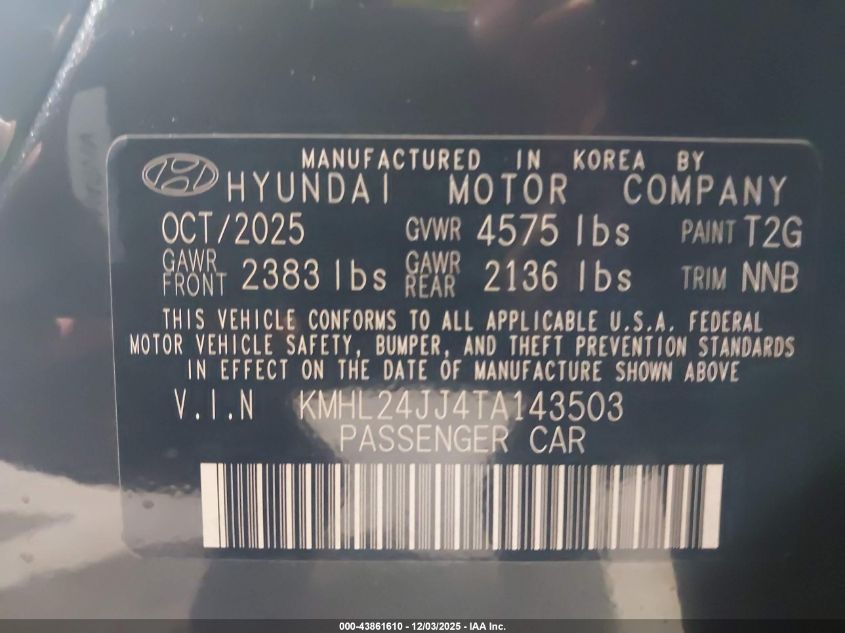 MANUFACTURED IN KOREA BY
HYUNDAI MOTOR COMPANY
OCT/2025 GVWR 4575 lbs PAINT T2G
GAWR FRONT 2383 lbs GAWR REAR 2136 lbs TRIM NNB
THIS VEHICLE CONFORMS TO ALL APPLICABLE U.S.A. FEDERAL
MOTOR VEHICLE SAFETY, BUMPER, AND THEFT PREVENTION STANDARDS
IN EFFECT ON THE DATE OF MANUFACTURE SHOWN ABOVE
V.I.N KMHL24JJ4TA143503
PASSENGER CAR
000-43861610 - 12/03/2025 - IAA Inc.